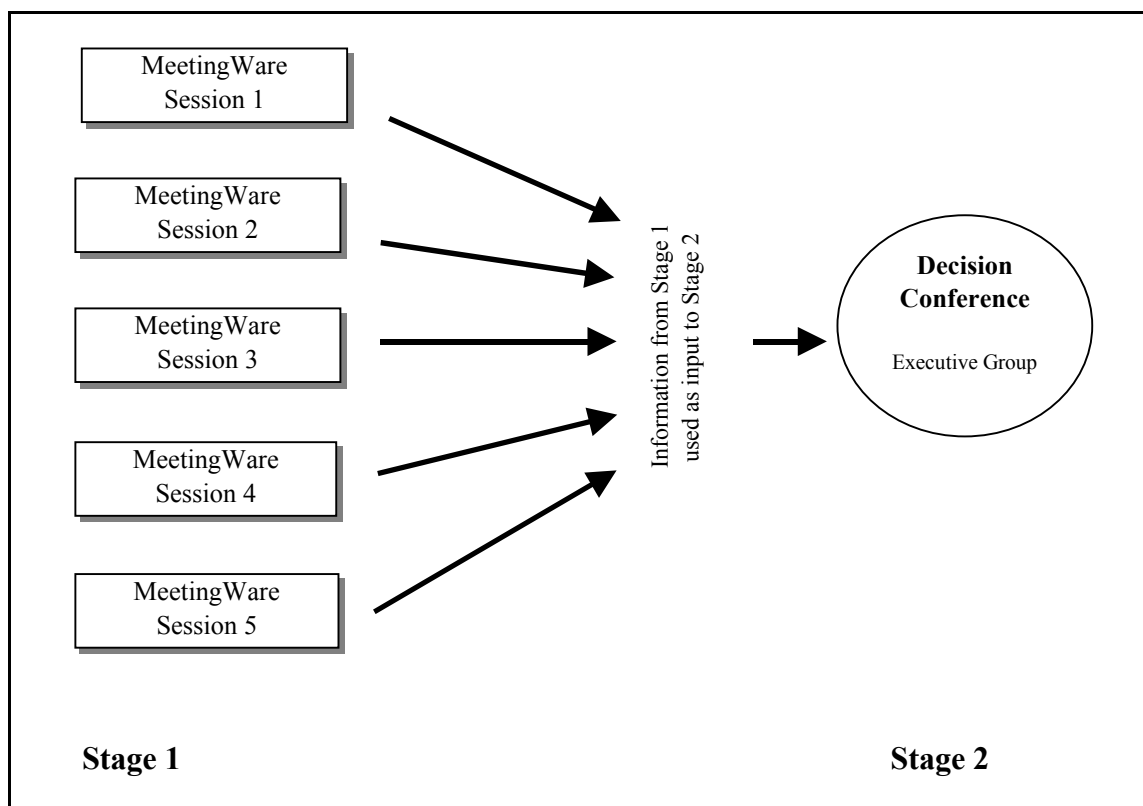 MeetingWare
Session 1
MeetingWare
Session 2
MeetingWare
Session 3
MeetingWare
Session 4
MeetingWare
Session 5
Information from Stage 1
used as input to Stage 2
Decision
Conference
Executive Group
Stage 1
Stage 2